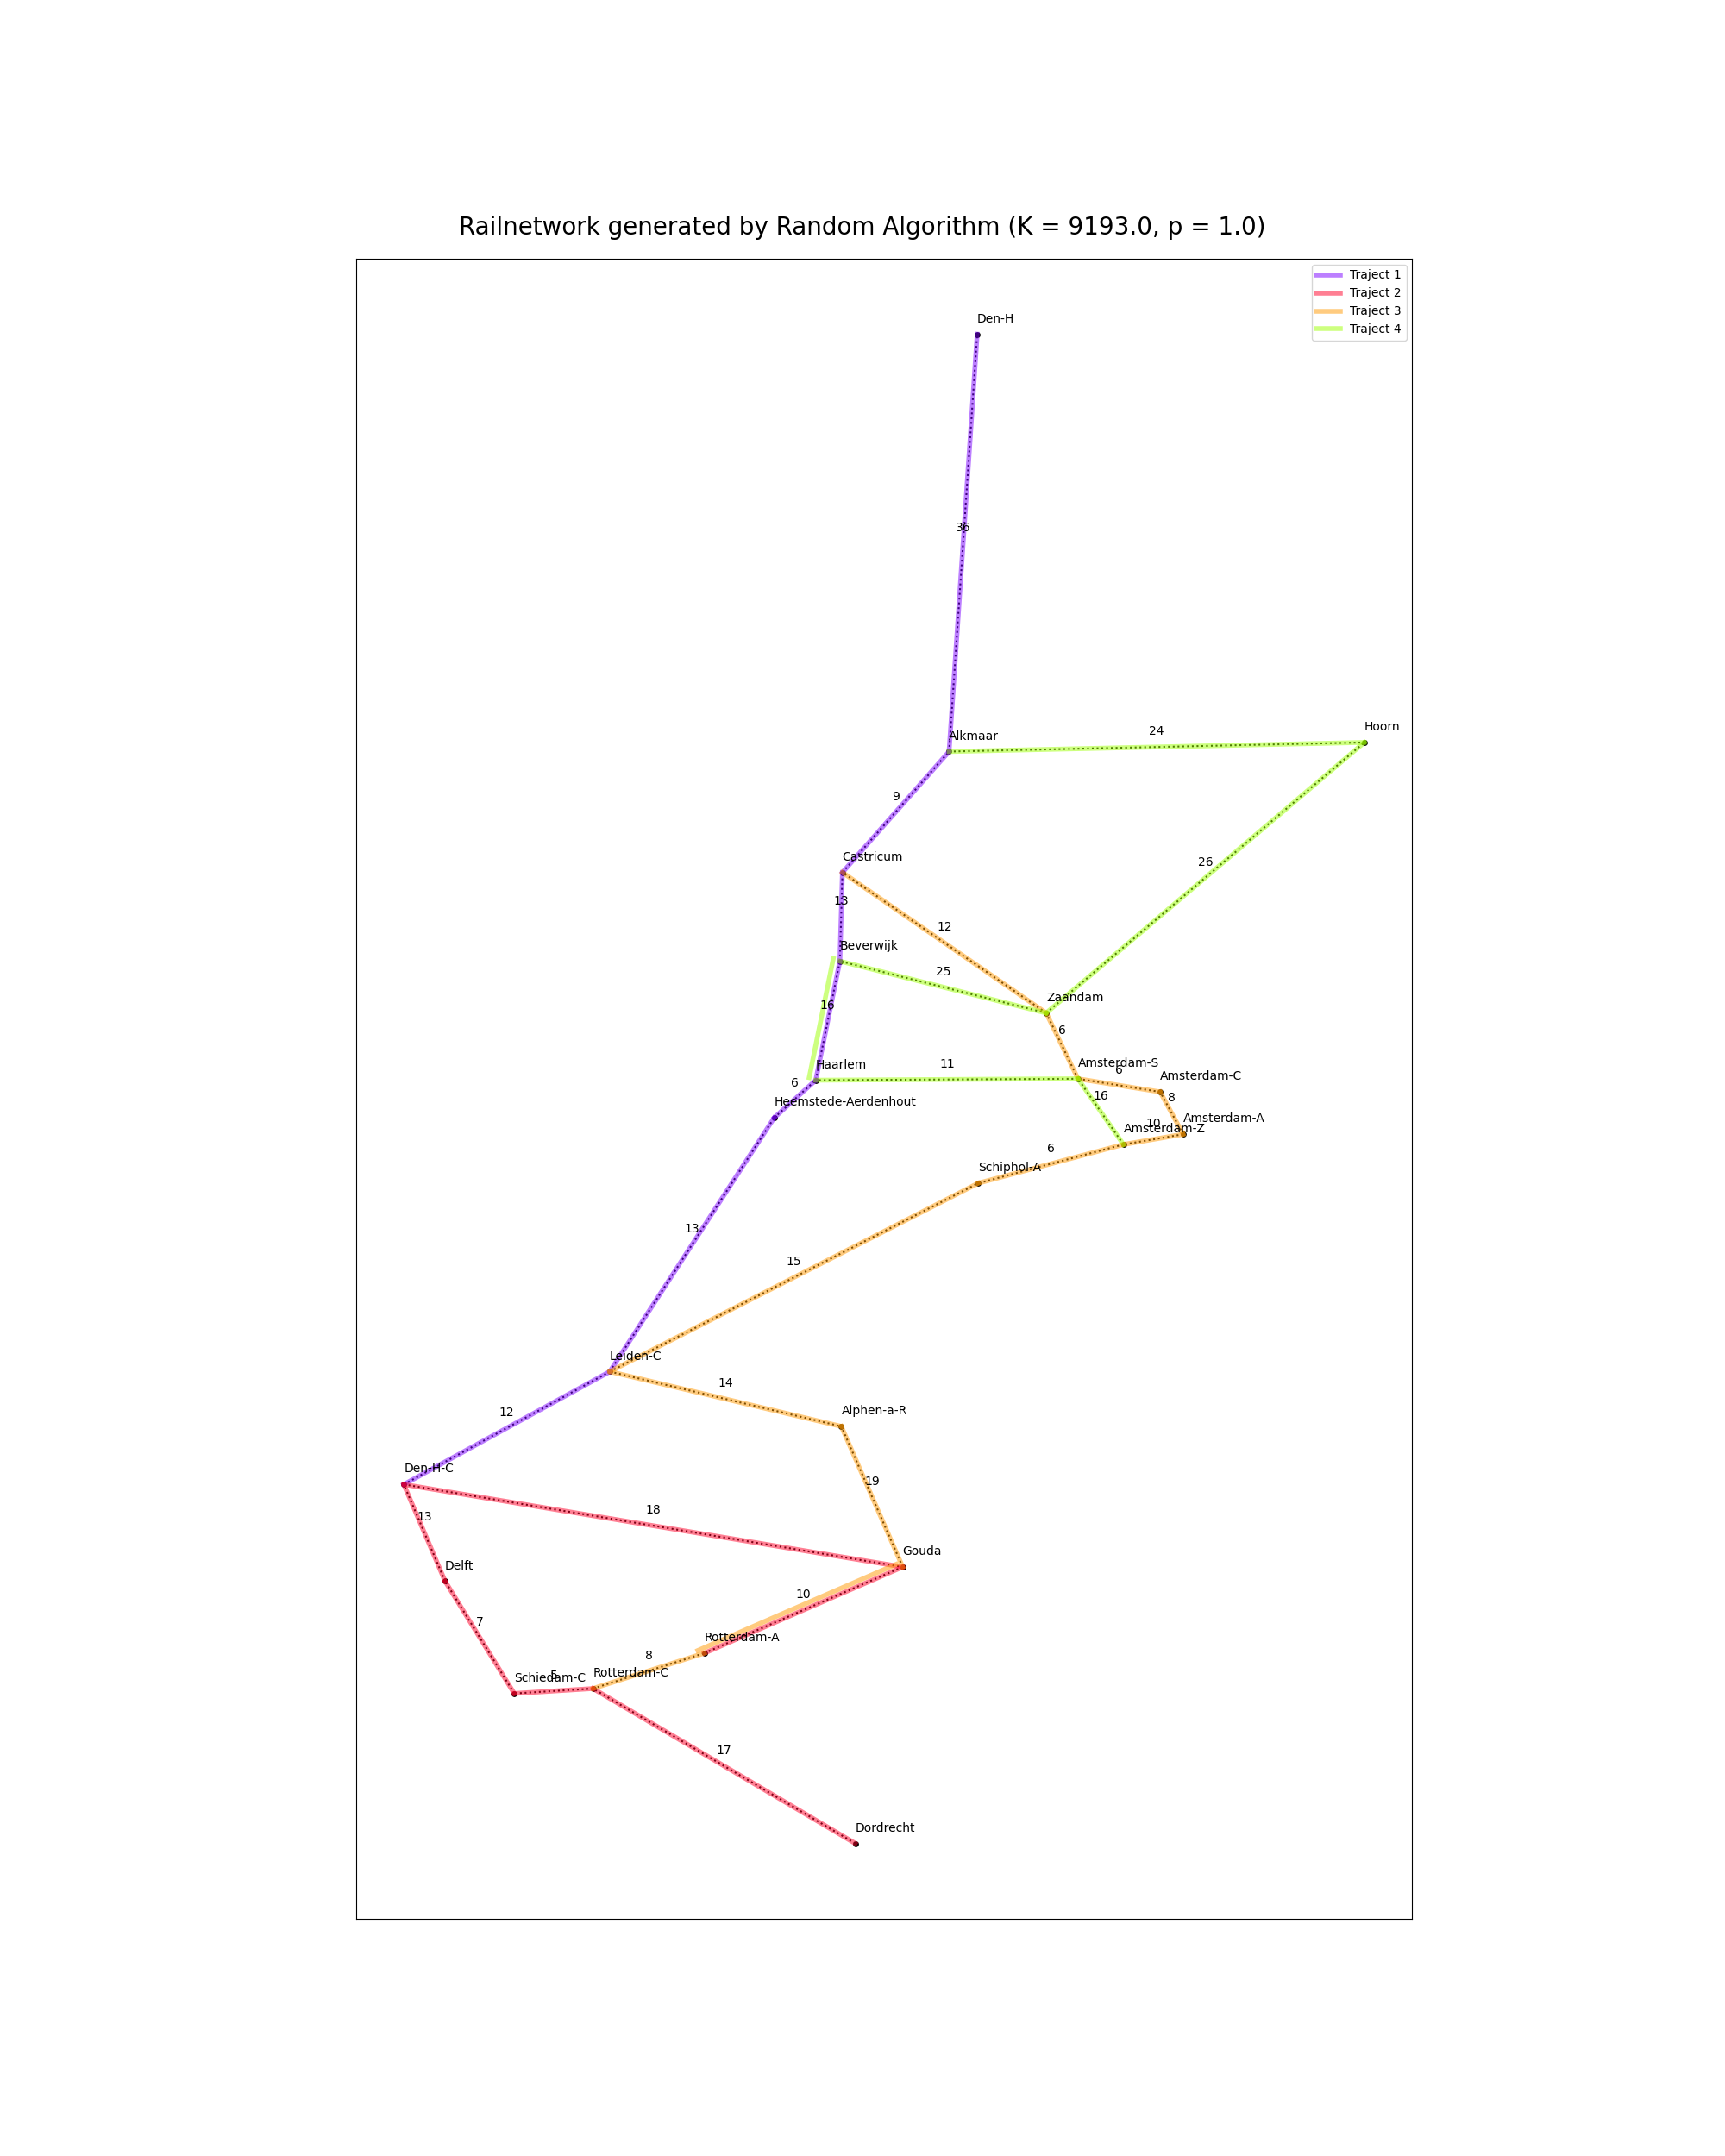 Railnetwork generated by Random Algorithm (K = 9193.0, p = 1.0)
Traject 1
Traject 2
Traject 3
Traject 4
Den-H
36
Alkmaar
24
Hoorn
9
Castricum
26
13
12
Beverwijk
25
Zaandam
16
6
Haarlem
11
Amsterdam-S
6
Amsterdam-C
6
Heemstede-Aerdenhout
16
8
Amsterdam-A
10
Amsterdam-Z
6
Schiphol-A
13
15
Leiden-C
14
12
Alphen-a-R
Den-H-C
19
18
13
Gouda
Delft
10
7
Rotterdam-A
8
Schiedam-C
5
Rotterdam-C
17
Dordrecht